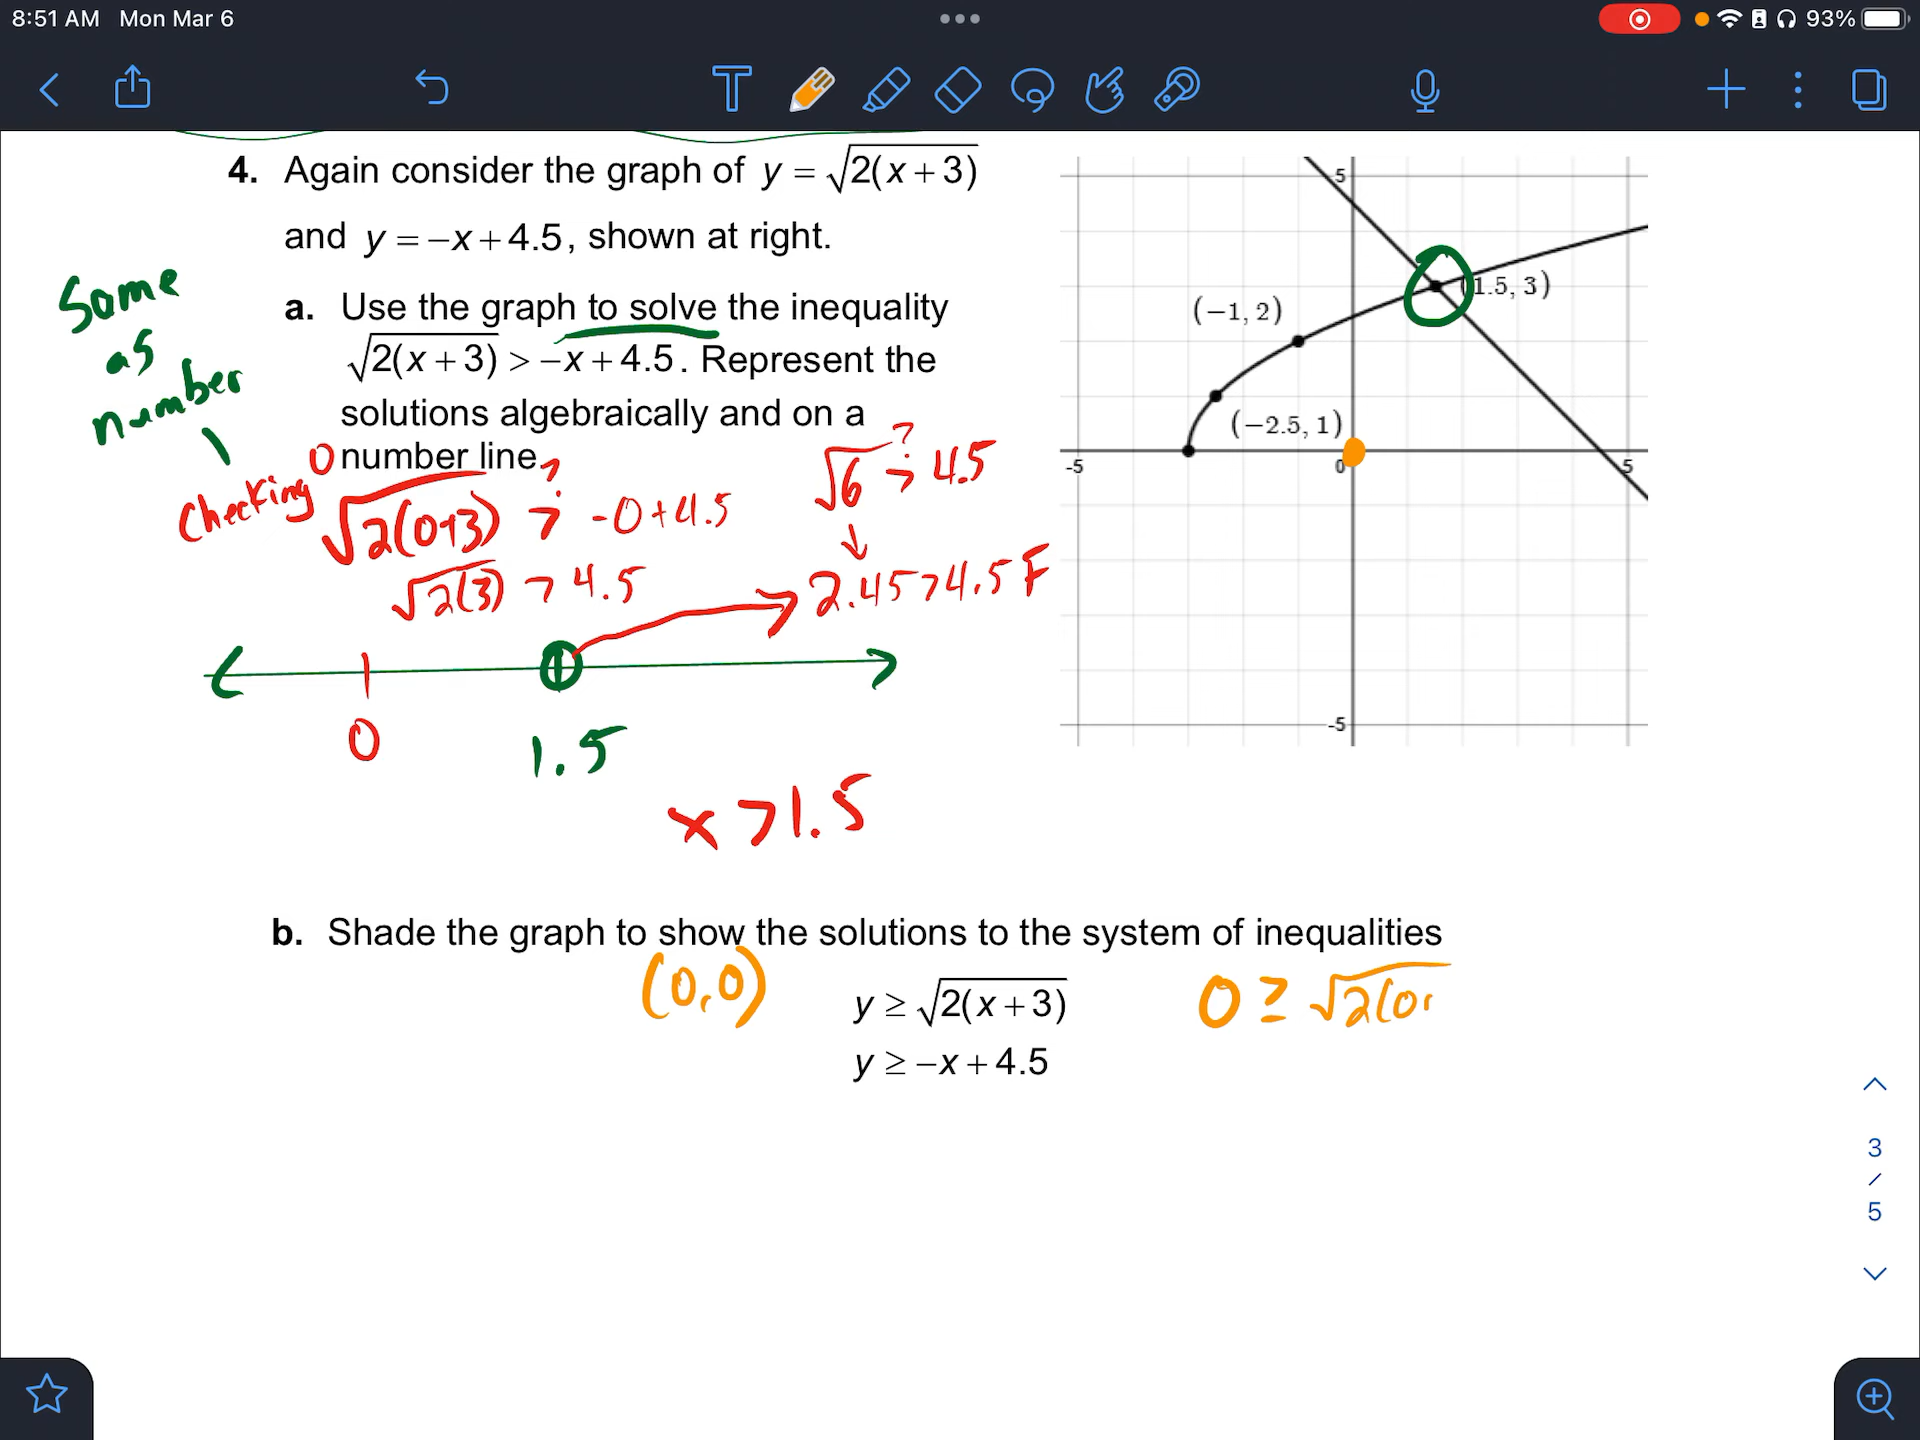 8:51 AM Mon Mar 6
93%
4. Again consider the graph of y = √2(x + 3)
and y = −x + 4.5, shown at right.
a. Use the graph to solve the inequality
√2(x + 3) > −x + 4.5. Represent the
solutions algebraically and on a
number line.
Same
as
number
Checking 0
√2(0+3) ?> -0+4.5
√2(3) > 4.5
√6 ?> 4.5
2.45>4.5 F
0
1.5
x >1.5
5
(1.5, 3)
(−1, 2)
(−2.5, 1)
-5
0
5
-5
b. Shade the graph to show the solutions to the system of inequalities
(0,0)
y ≥ √2(x + 3)
0 ≥ √2(0
y ≥ −x + 4.5
3
/
5